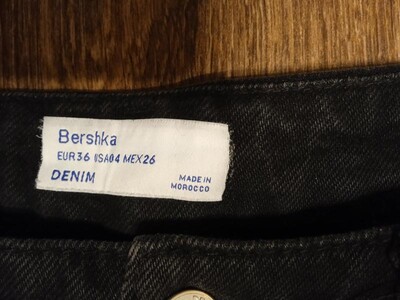 Bershka
EUR36 USA04 MEX26
DENIM
MADE IN
MOROCCO